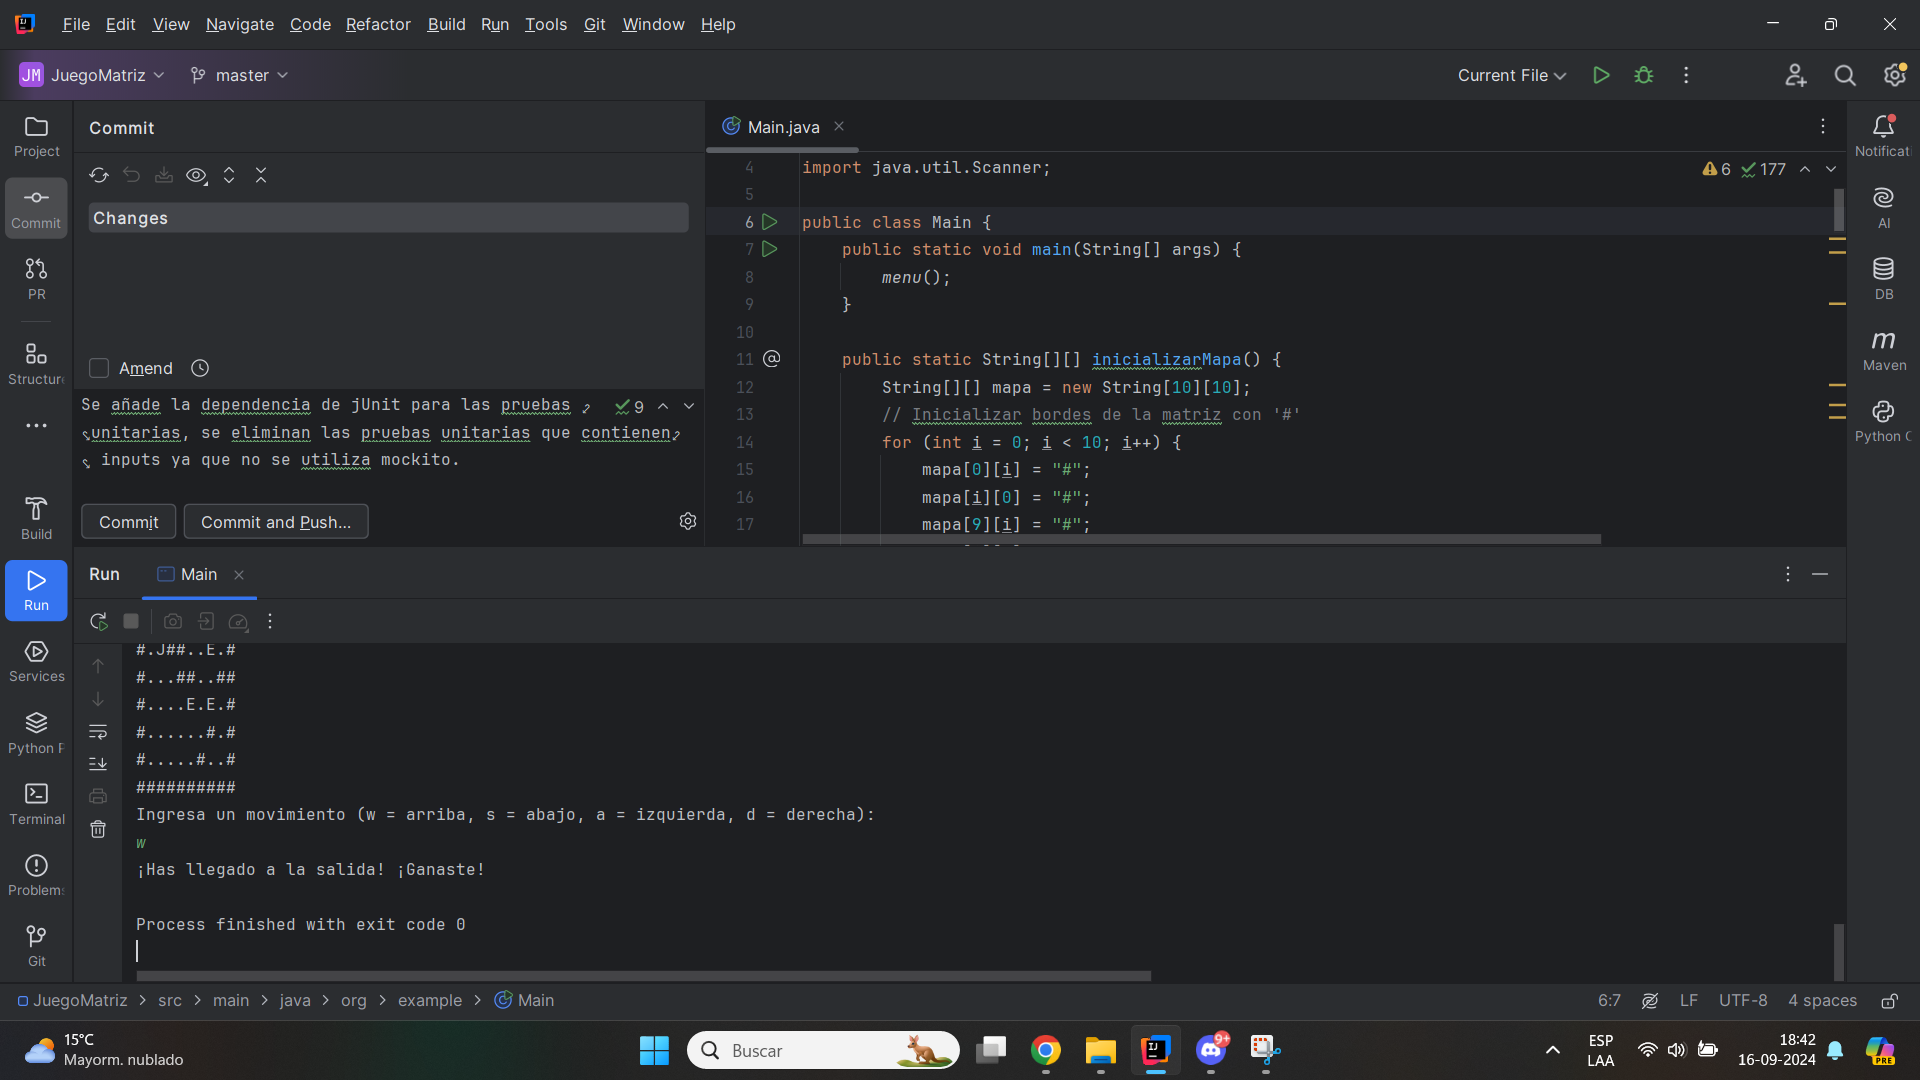 File Edit View Navigate Code Refactor Build Run Tools Git Window Help
JM JuegoMatriz master Current File
Project
Commit
PR
Structure
Build
Run
Services
Python P
Terminal
Problems
Git
Commit
Changes
Amend
Se añade la dependencia de jUnit para las pruebas
unitarias, se eliminan las pruebas unitarias que contienen
inputs ya que no se utiliza mockito.
9
Commit Commit and Push...
Main.java
6 177
4 import java.util.Scanner;
5
6 public class Main {
7 public static void main(String[] args) {
8 menu();
9 }
10
11 @ public static String[][] inicializarMapa() {
12 String[][] mapa = new String[10][10];
13 // Inicializar bordes de la matriz con '#'
14 for (int i = 0; i < 10; i++) {
15 mapa[0][i] = "#";
16 mapa[i][0] = "#";
17 mapa[9][i] = "#";
Notificati
AI
DB
Maven
Python C
Run Main
#.J##..E.#
#...##..##
#....E.E.#
#......#.#
#.....#..#
##########
Ingresa un movimiento (w = arriba, s = abajo, a = izquierda, d = derecha):
w
¡Has llegado a la salida! ¡Ganaste!
Process finished with exit code 0
JuegoMatriz > src > main > java > org > example > Main
6:7 LF UTF-8 4 spaces
15°C
Mayorm. nublado
Buscar
9+
ESP
LAA
18:42
16-09-2024
PRE